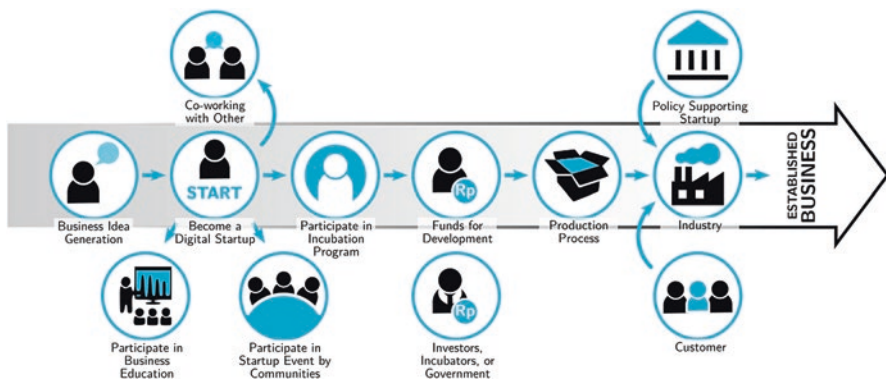 Co-working
with Other
Policy Supporting
Startup
START
Rp
ESTABLISHED
BUSINESS
Business Idea
Generation
Become a
Digital Startup
Participate in
Incubation
Program
Funds for
Development
Production
Process
Industry
Rp
Participate in
Business
Education
Participate in
Startup Event by
Communities
Investors,
Incubators, or
Government
Customer